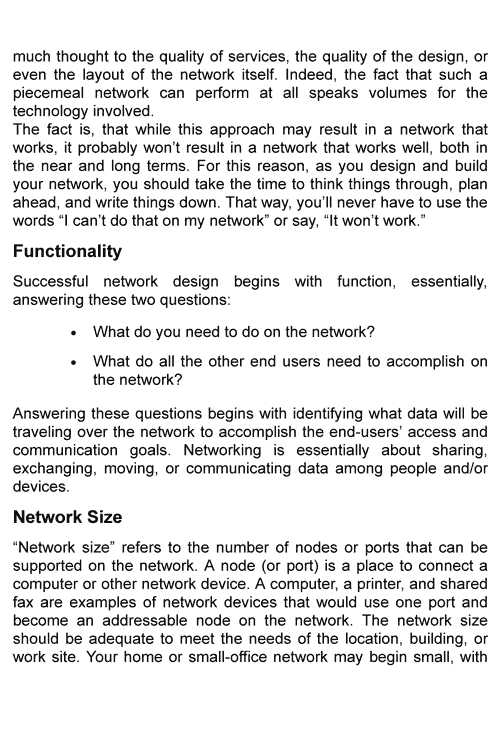 much thought to the quality of services, the quality of the design, or
even the layout of the network itself. Indeed, the fact that such a
piecemeal network can perform at all speaks volumes for the
technology involved.
The fact is, that while this approach may result in a network that
works, it probably won’t result in a network that works well, both in
the near and long terms. For this reason, as you design and build
your network, you should take the time to think things through, plan
ahead, and write things down. That way, you’ll never have to use the
words “I can’t do that on my network” or say, “It won’t work.”
Functionality
Successful network design begins with function, essentially,
answering these two questions:
• What do you need to do on the network?
• What do all the other end users need to accomplish on
the network?
Answering these questions begins with identifying what data will be
traveling over the network to accomplish the end-users’ access and
communication goals. Networking is essentially about sharing,
exchanging, moving, or communicating data among people and/or
devices.
Network Size
“Network size” refers to the number of nodes or ports that can be
supported on the network. A node (or port) is a place to connect a
computer or other network device. A computer, a printer, and shared
fax are examples of network devices that would use one port and
become an addressable node on the network. The network size
should be adequate to meet the needs of the location, building, or
work site. Your home or small-office network may begin small, with